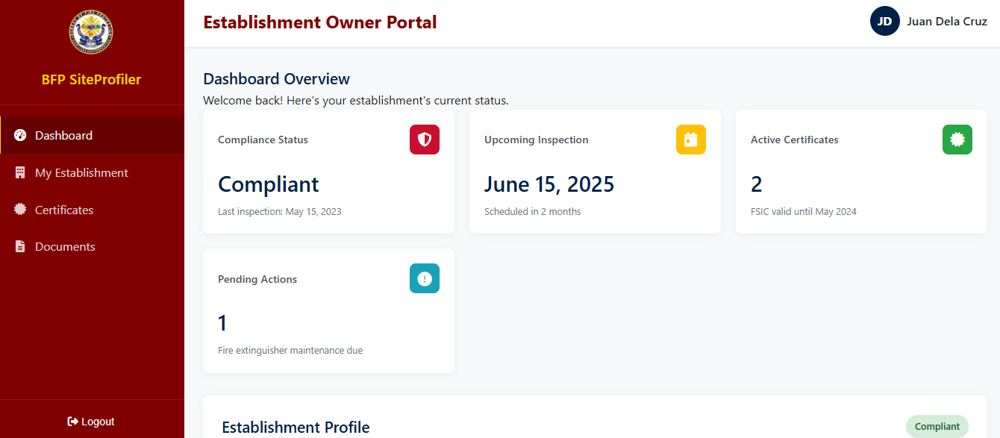 BFP SiteProfiler
Dashboard
My Establishment
Certificates
Documents
Logout
Establishment Owner Portal
JD
Juan Dela Cruz
Dashboard Overview
Welcome back! Here's your establishment's current status.
Compliance Status
Compliant
Last inspection: May 15, 2023
Upcoming Inspection
June 15, 2025
Scheduled in 2 months
Active Certificates
2
FSIC valid until May 2024
Pending Actions
1
Fire extinguisher maintenance due
Establishment Profile
Compliant